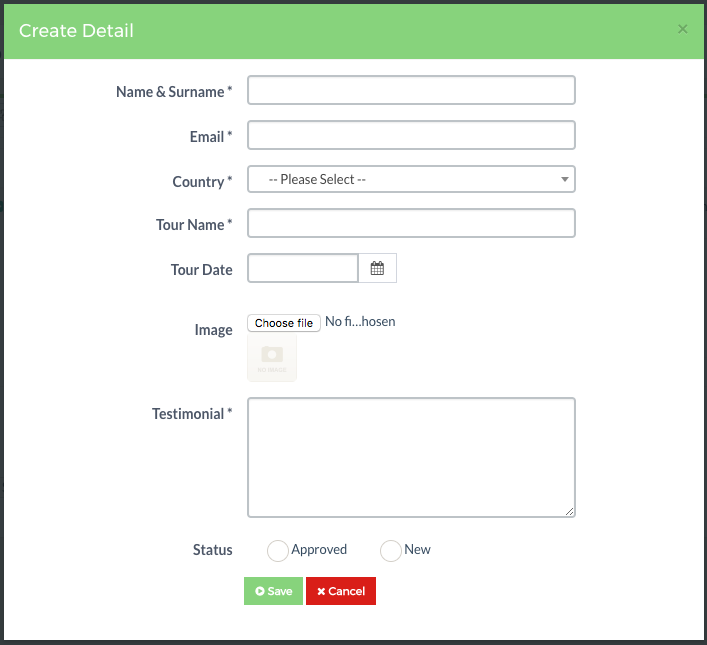 Create Detail ×
Name & Surname *
Email *
Country * -- Please Select --
Tour Name *
Tour Date
Image Choose file No fi...hosen
NO IMAGE
Testimonial *
Status Approved New
Save Cancel